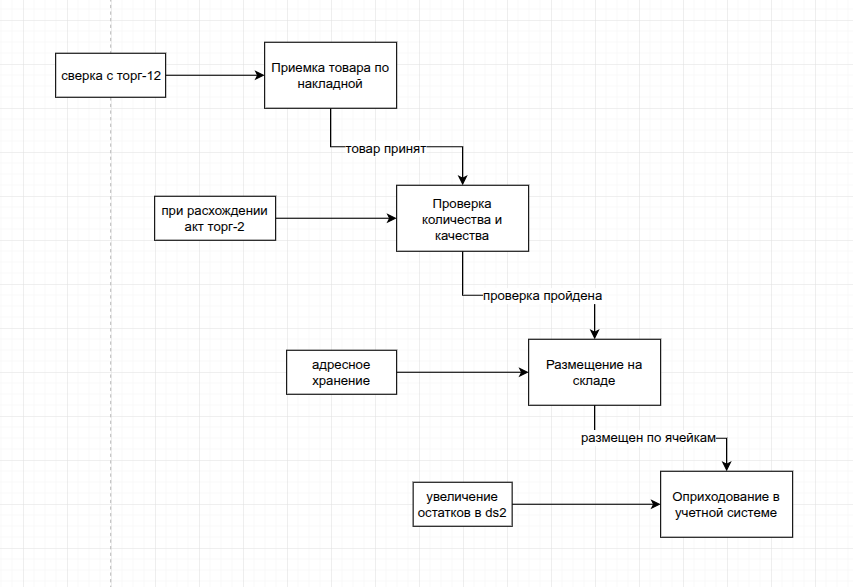 сверка с торг-12
Приемка товара по
накладной
товар принят
при расхождении
акт торг-2
Проверка
количества и
качества
проверка пройдена
адресное
хранение
Размещение на
складе
размещен по ячейкам
увеличение
остатков в ds2
Оприходование в
учетной системе